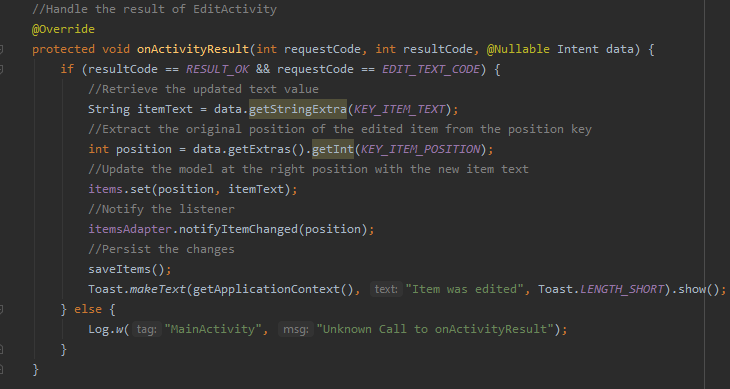 //Handle the result of EditActivity
@Override
protected void onActivityResult(int requestCode, int resultCode, @Nullable Intent data) {
if (resultCode == RESULT_OK && requestCode == EDIT_TEXT_CODE) {
//Retrieve the updated text value
String itemText = data.getStringExtra(KEY_ITEM_TEXT);
//Extract the original position of the edited item from the position key
int position = data.getExtras().getInt(KEY_ITEM_POSITION);
//Update the model at the right position with the new item text
items.set(position, itemText);
//Notify the listener
itemsAdapter.notifyItemChanged(position);
//Persist the changes
saveItems();
Toast.makeText(getApplicationContext(), text: "Item was edited", Toast.LENGTH_SHORT).show();
} else {
Log.w( tag: "MainActivity", msg: "Unknown Call to onActivityResult");
}
}